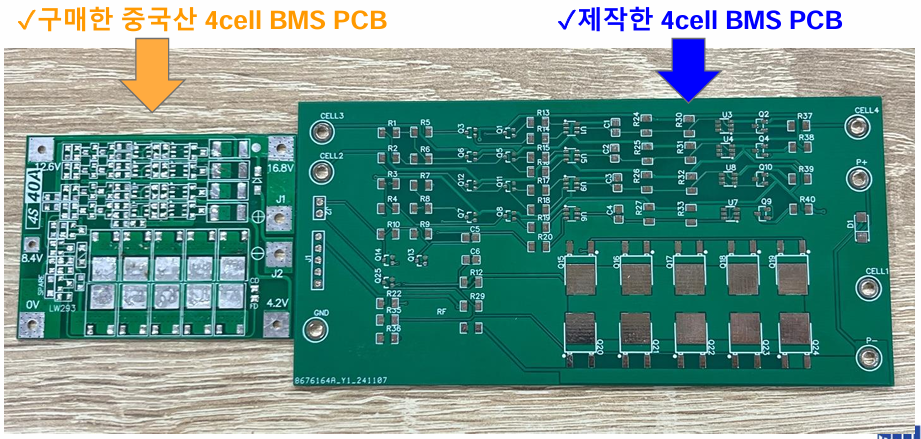 ✓구매한 중국산 4cell BMS PCB
✓제작한 4cell BMS PCB
12.6V
16.8V
4S 40A
J1
8.4V
J2
SPARK
CD
FD
LW293
0V
4.2V
CELL3
CELL2
J2
J1
GND
R1 R5 Q3 Q5 R13 C1 R24 R30 U3 Q2 R37
R14
R2 R6 Q6 R15 C2 R25 R31 Q4 R38
R3 R7 Q12 Q11 R17 C3 R26 R32 U8 Q10 R39
R4 R8 Q7 Q8 R19 C4 R27 R33 U7 Q9 R40
R10 R9 C5 R20
Q14 Q13 C6
Q25 R12
R22 R29
R35 RF
R36
Q15 Q16 Q17 Q18 Q19
Q20 Q22 Q23 Q24
CELL4
P+
D1
CELL1
P-
8676164A_Y1_241107